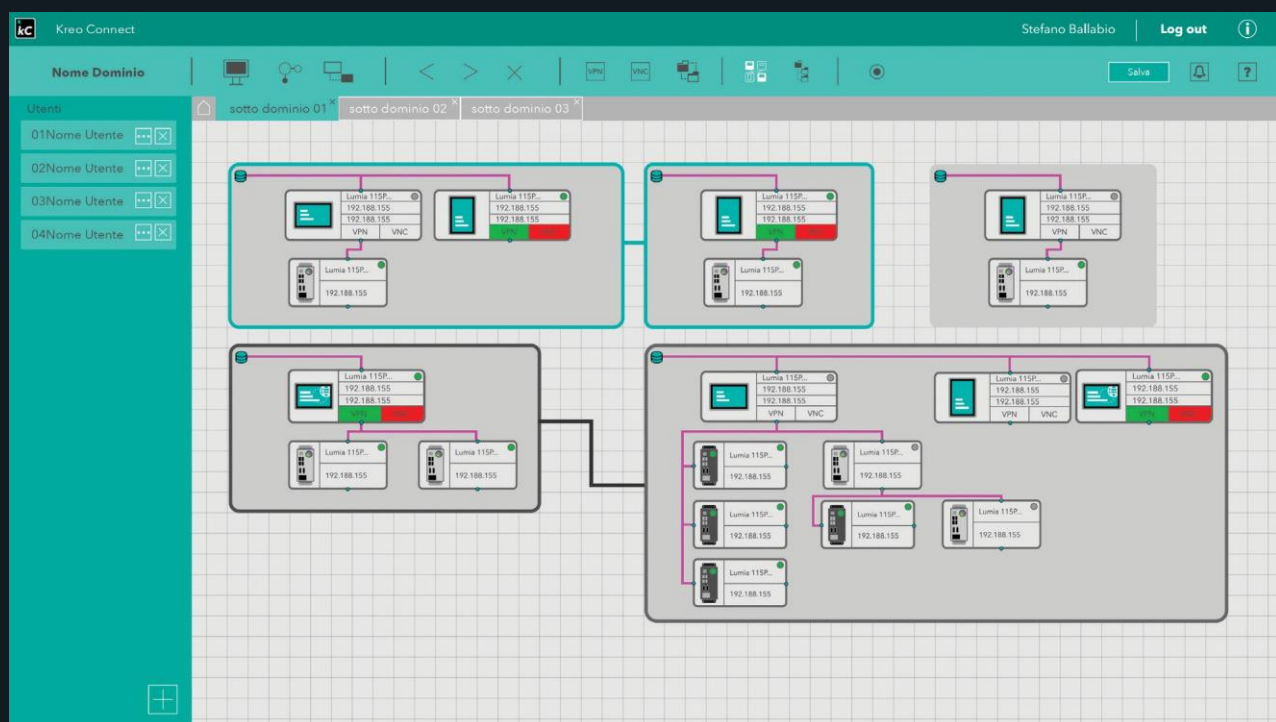 kC Kreo Connect Stefano Ballabio Log out i
Nome Dominio < > × VPN VNC Salva ?
Utenti sotto dominio 01 × sotto dominio 02 × sotto dominio 03 ×
01Nome Utente
02Nome Utente
03Nome Utente
04Nome Utente
Lumia 115P...
192.188.155
192.188.155
VPN VNC
Lumia 115P...
192.188.155
192.188.155
VPN
Lumia 115P...
192.188.155
Lumia 115P...
192.188.155
192.188.155
VPN
Lumia 115P...
192.188.155
Lumia 115P...
192.188.155
192.188.155
VPN VNC
Lumia 115P...
192.188.155
Lumia 115P...
192.188.155
192.188.155
VPN
Lumia 115P...
192.188.155
Lumia 115P...
192.188.155
Lumia 115P...
192.188.155
192.188.155
VPN VNC
Lumia 115P...
192.188.155
192.188.155
VPN VNC
Lumia 115P...
192.188.155
192.188.155
VPN
Lumia 115P...
192.188.155
Lumia 115P...
192.188.155
Lumia 115P...
192.188.155
Lumia 115P...
192.188.155
Lumia 115P...
192.188.155
Lumia 115P...
192.188.155